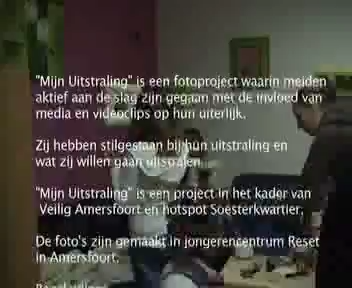 "Mijn Uitstraling" is een fotoproject waarin meiden
aktief aan de slag zijn gegaan met de invloed van
media en videoclips op hun uiterlijk.
Zij hebben stilgestaan bij hun uitstraling en
wat zij willen gaan uitstralen.
"Mijn Uitstraling" is een project in het kader van
Veilig Amersfoort en hotspot Soesterkwartier.
De foto's zijn gemaakt in jongerencentrum Reset
in Amersfoort.